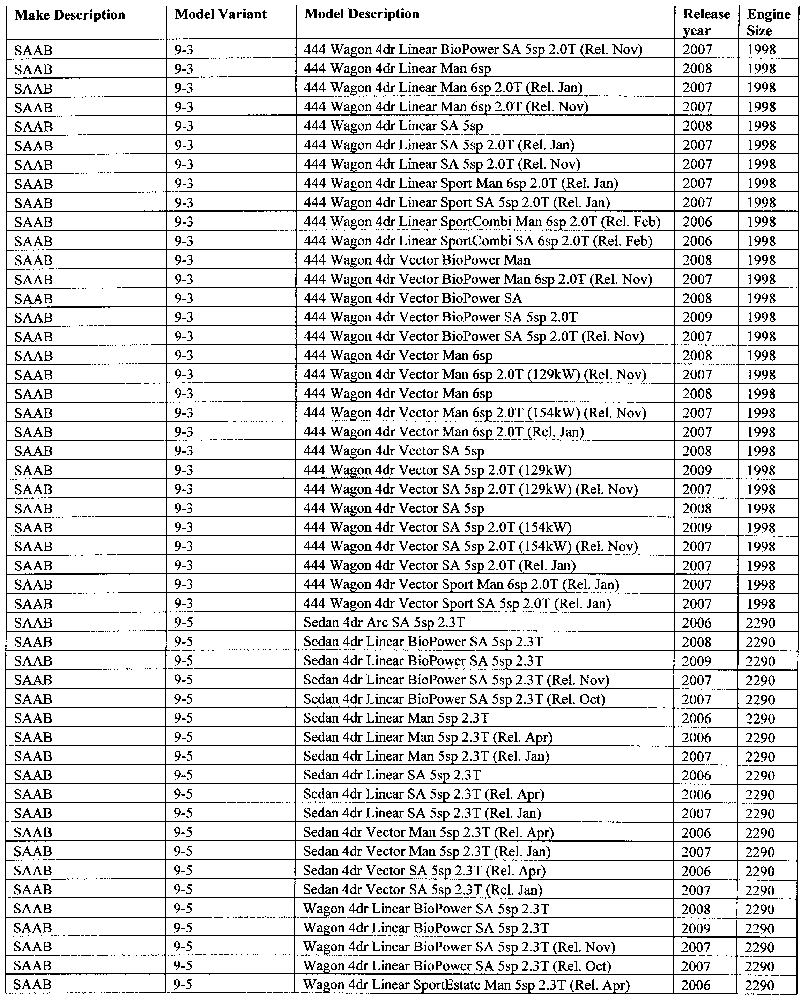 Make Description Model Variant Model Description Release year Engine Size
SAAB 9-3 444 Wagon 4dr Linear BioPower SA 5sp 2.0T (Rel. Nov) 2007 1998
SAAB 9-3 444 Wagon 4dr Linear Man 6sp 2008 1998
SAAB 9-3 444 Wagon 4dr Linear Man 6sp 2.0T (Rel. Jan) 2007 1998
SAAB 9-3 444 Wagon 4dr Linear Man 6sp 2.0T (Rel. Nov) 2007 1998
SAAB 9-3 444 Wagon 4dr Linear SA 5sp 2008 1998
SAAB 9-3 444 Wagon 4dr Linear SA 5sp 2.0T (Rel. Jan) 2007 1998
SAAB 9-3 444 Wagon 4dr Linear SA 5sp 2.0T (Rel. Nov) 2007 1998
SAAB 9-3 444 Wagon 4dr Linear Sport Man 6sp 2.0T (Rel. Jan) 2007 1998
SAAB 9-3 444 Wagon 4dr Linear Sport SA 5sp 2.0T (Rel. Jan) 2007 1998
SAAB 9-3 444 Wagon 4dr Linear SportCombi Man 6sp 2.0T (Rel. Feb) 2006 1998
SAAB 9-3 444 Wagon 4dr Linear SportCombi SA 6sp 2.0T (Rel. Feb) 2006 1998
SAAB 9-3 444 Wagon 4dr Vector BioPower Man 2008 1998
SAAB 9-3 444 Wagon 4dr Vector BioPower Man 6sp 2.0T (Rel. Nov) 2007 1998
SAAB 9-3 444 Wagon 4dr Vector BioPower SA 2008 1998
SAAB 9-3 444 Wagon 4dr Vector BioPower SA 5sp 2.0T 2009 1998
SAAB 9-3 444 Wagon 4dr Vector BioPower SA 5sp 2.0T (Rel. Nov) 2007 1998
SAAB 9-3 444 Wagon 4dr Vector Man 6sp 2008 1998
SAAB 9-3 444 Wagon 4dr Vector Man 6sp 2.0T (129kW) (Rel. Nov) 2007 1998
SAAB 9-3 444 Wagon 4dr Vector Man 6sp 2008 1998
SAAB 9-3 444 Wagon 4dr Vector Man 6sp 2.0T (154kW) (Rel. Nov) 2007 1998
SAAB 9-3 444 Wagon 4dr Vector Man 6sp 2.0T (Rel. Jan) 2007 1998
SAAB 9-3 444 Wagon 4dr Vector SA 5sp 2008 1998
SAAB 9-3 444 Wagon 4dr Vector SA 5sp 2.0T (129kW) 2009 1998
SAAB 9-3 444 Wagon 4dr Vector SA 5sp 2.0T (129kW) (Rel. Nov) 2007 1998
SAAB 9-3 444 Wagon 4dr Vector SA 5sp 2008 1998
SAAB 9-3 444 Wagon 4dr Vector SA 5sp 2.0T (154kW) 2009 1998
SAAB 9-3 444 Wagon 4dr Vector SA 5sp 2.0T (154kW) (Rel. Nov) 2007 1998
SAAB 9-3 444 Wagon 4dr Vector SA 5sp 2.0T (Rel. Jan) 2007 1998
SAAB 9-3 444 Wagon 4dr Vector Sport Man 6sp 2.0T (Rel. Jan) 2007 1998
SAAB 9-3 444 Wagon 4dr Vector Sport SA 5sp 2.0T (Rel. Jan) 2007 1998
SAAB 9-5 Sedan 4dr Arc SA 5sp 2.3T 2006 2290
SAAB 9-5 Sedan 4dr Linear BioPower SA 5sp 2.3T 2008 2290
SAAB 9-5 Sedan 4dr Linear BioPower SA 5sp 2.3T 2009 2290
SAAB 9-5 Sedan 4dr Linear BioPower SA 5sp 2.3T (Rel. Nov) 2007 2290
SAAB 9-5 Sedan 4dr Linear BioPower SA 5sp 2.3T (Rel. Oct) 2007 2290
SAAB 9-5 Sedan 4dr Linear Man 5sp 2.3T 2006 2290
SAAB 9-5 Sedan 4dr Linear Man 5sp 2.3T (Rel. Apr) 2006 2290
SAAB 9-5 Sedan 4dr Linear Man 5sp 2.3T (Rel. Jan) 2007 2290
SAAB 9-5 Sedan 4dr Linear SA 5sp 2.3T 2006 2290
SAAB 9-5 Sedan 4dr Linear SA 5sp 2.3T (Rel. Apr) 2006 2290
SAAB 9-5 Sedan 4dr Linear SA 5sp 2.3T (Rel. Jan) 2007 2290
SAAB 9-5 Sedan 4dr Vector Man 5sp 2.3T (Rel. Apr) 2006 2290
SAAB 9-5 Sedan 4dr Vector Man 5sp 2.3T (Rel. Jan) 2007 2290
SAAB 9-5 Sedan 4dr Vector SA 5sp 2.3T (Rel. Apr) 2006 2290
SAAB 9-5 Sedan 4dr Vector SA 5sp 2.3T (Rel. Jan) 2007 2290
SAAB 9-5 Wagon 4dr Linear BioPower SA 5sp 2.3T 2008 2290
SAAB 9-5 Wagon 4dr Linear BioPower SA 5sp 2.3T 2009 2290
SAAB 9-5 Wagon 4dr Linear BioPower SA 5sp 2.3T (Rel. Nov) 2007 2290
SAAB 9-5 Wagon 4dr Linear BioPower SA 5sp 2.3T (Rel. Oct) 2007 2290
SAAB 9-5 Wagon 4dr Linear SportEstate Man 5sp 2.3T (Rel. Apr) 2006 2290